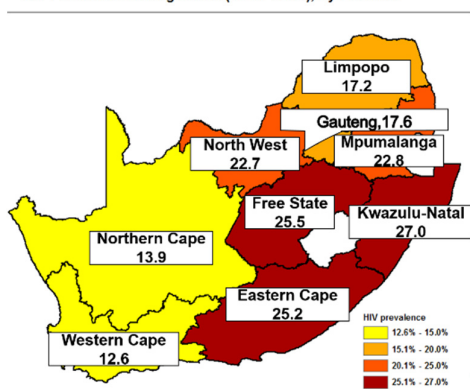 Limpopo
17.2
Gauteng,17.6
North West
22.7
Mpumalanga
22.8
Free State
25.5
Kwazulu-Natal
27.0
Northern Cape
13.9
Eastern Cape
25.2
Western Cape
12.6
HIV prevalence
12.6% - 15.0%
15.1% - 20.0%
20.1% - 25.0%
25.1% - 27.0%